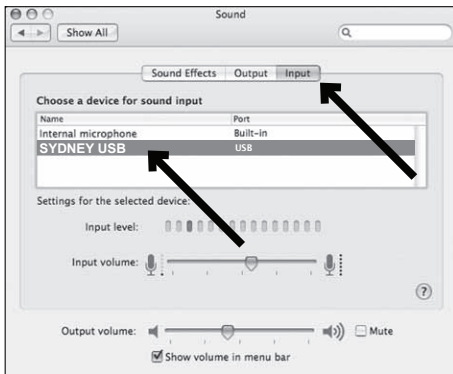 Sound
Show All
Sound Effects Output Input
Choose a device for sound input
Name Port
Internal microphone Built-in
SYDNEY USB USB
Settings for the selected device:
Input level:
Input volume:
?
Output volume: Mute
Show volume in menu bar